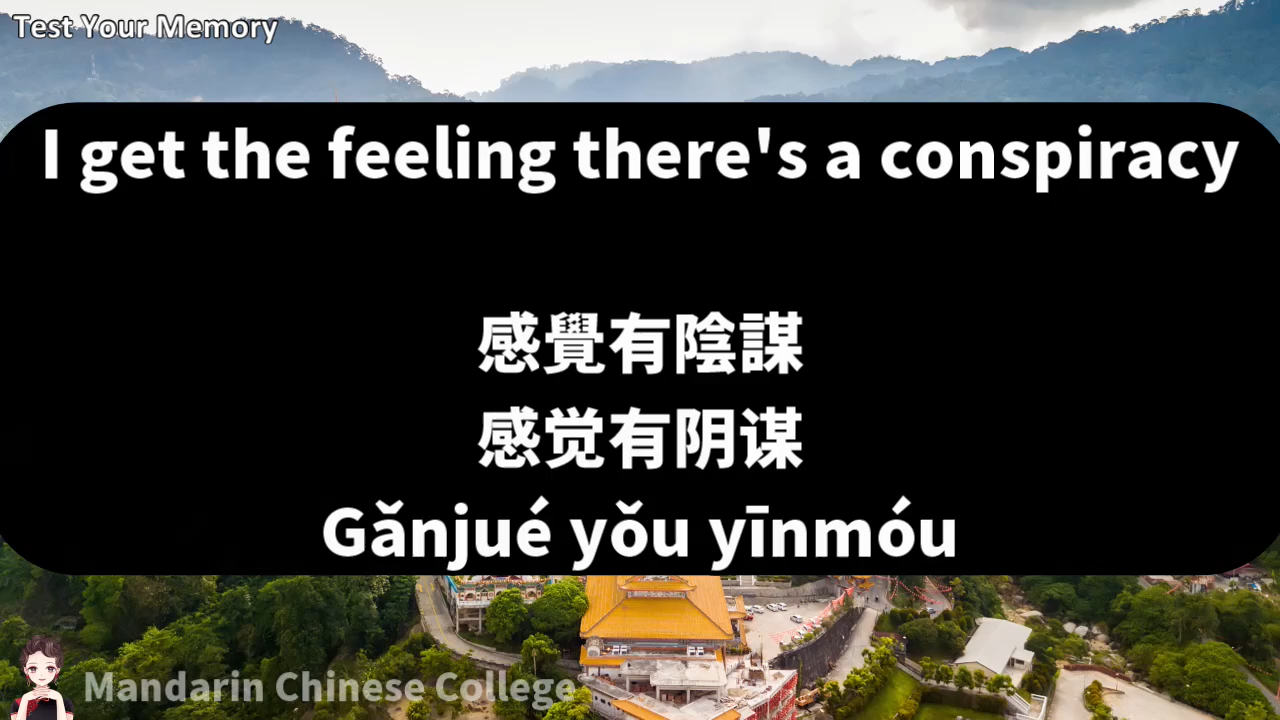 Test Your Memory
I get the feeling there's a conspiracy
感覺有陰謀
感觉有阴谋
Gǎnjué yǒu yīnmóu
Mandarin Chinese College